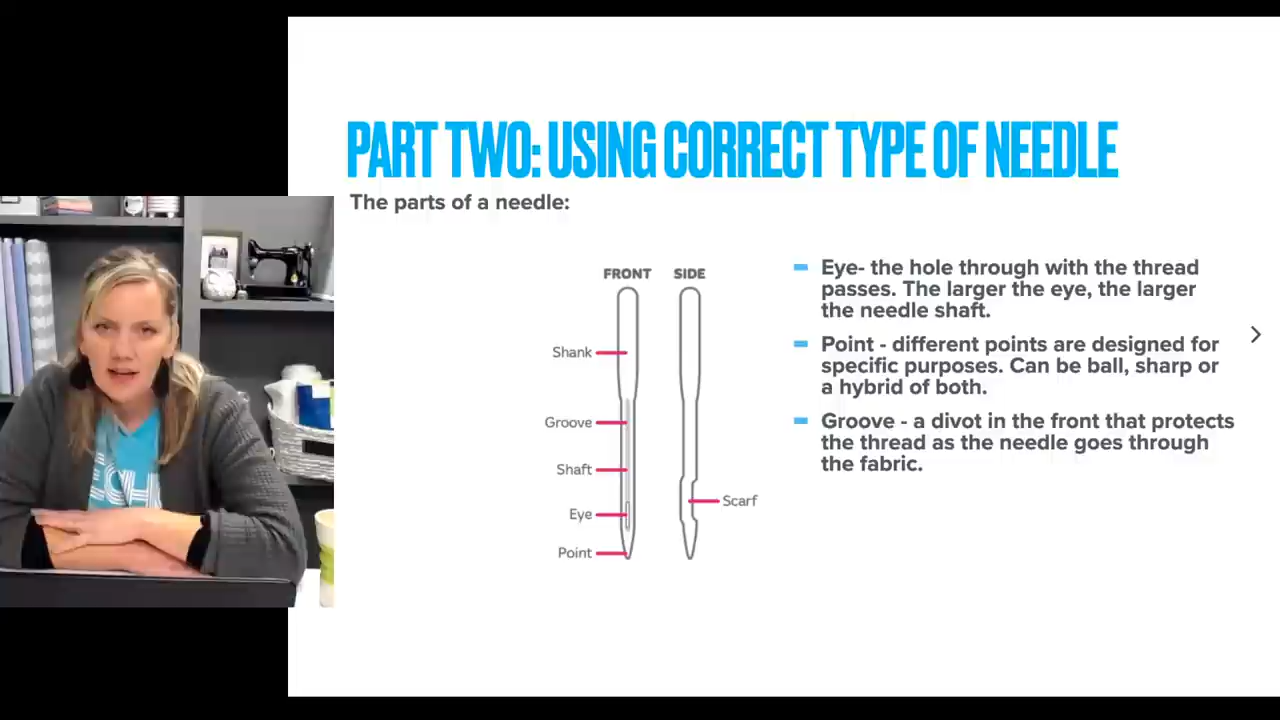 PART TWO: USING CORRECT TYPE OF NEEDLE
The parts of a needle:
FRONT SIDE
Shank
Groove
Shaft
Eye
Point
Scarf
Eye- the hole through with the thread
passes. The larger the eye, the larger
the needle shaft.
Point - different points are designed for
specific purposes. Can be ball, sharp or
a hybrid of both.
Groove - a divot in the front that protects
the thread as the needle goes through
the fabric.